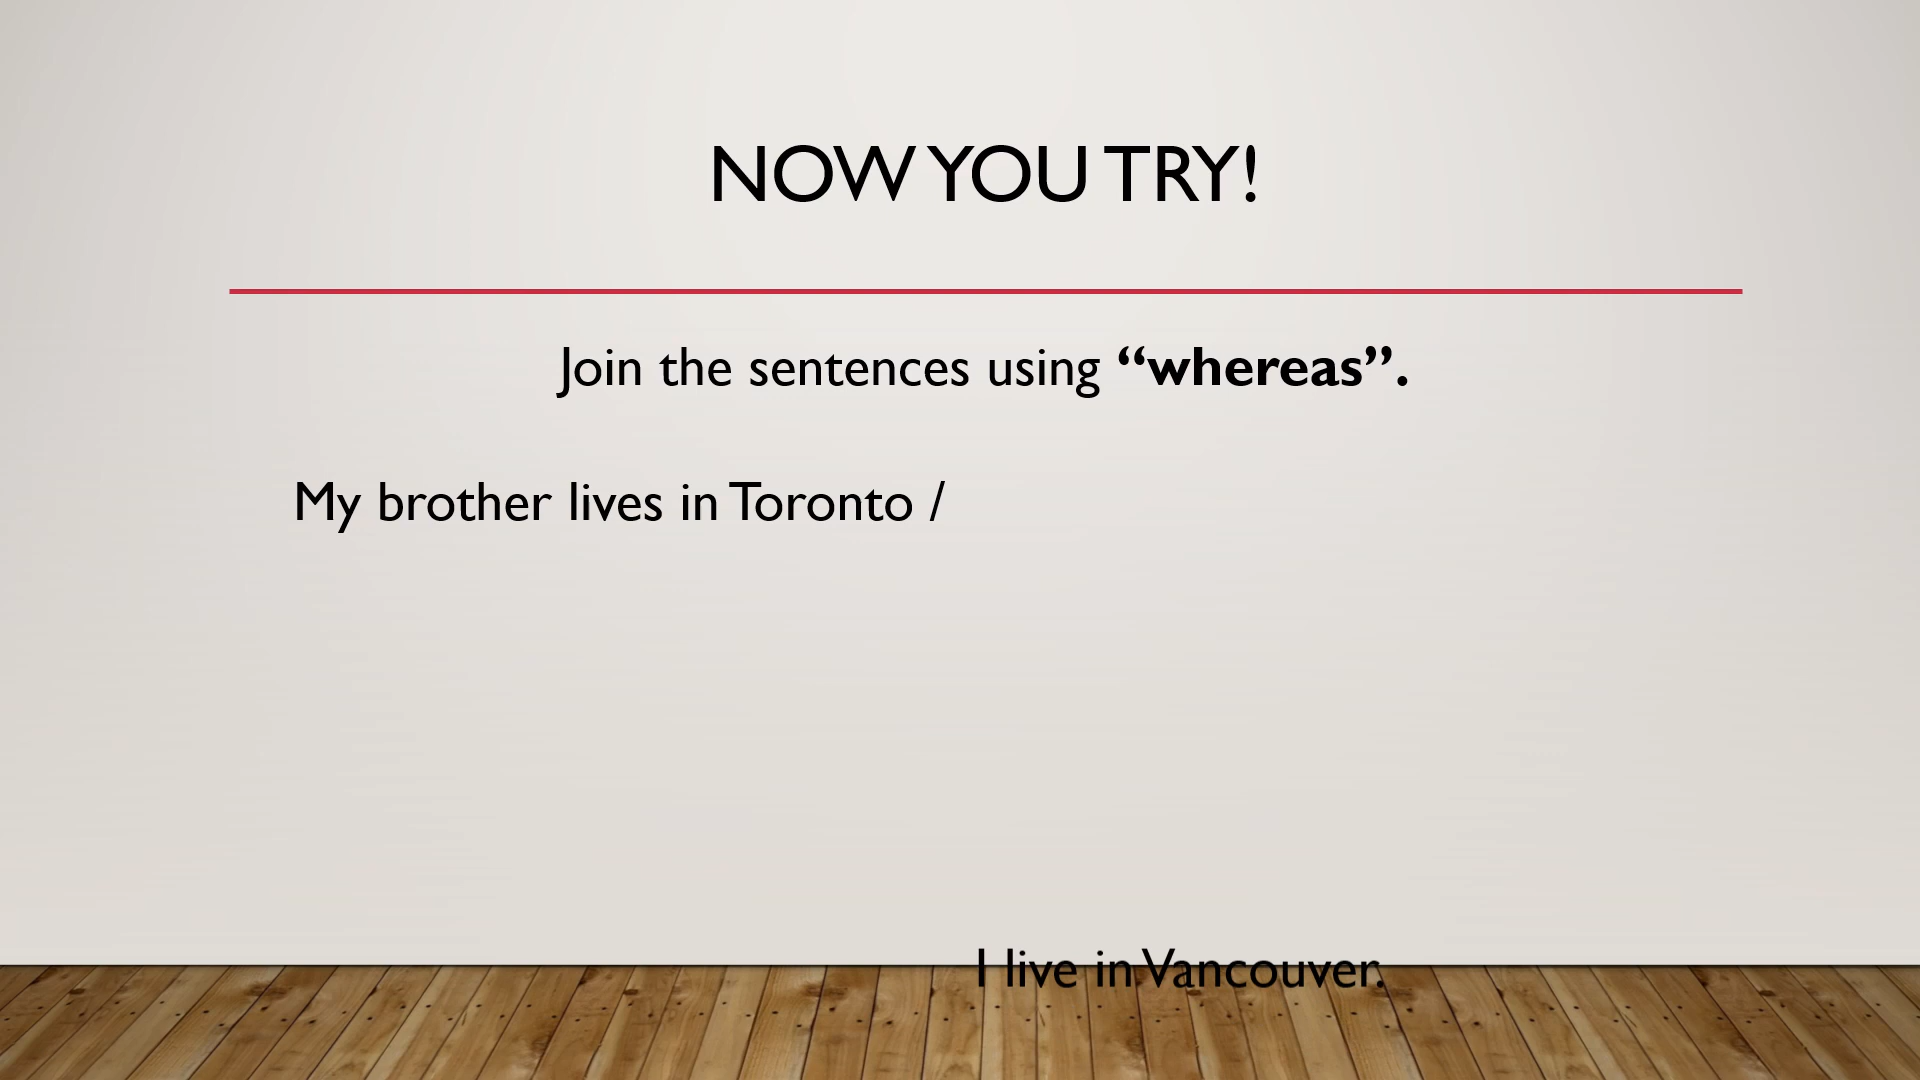 NOW YOU TRY!
Join the sentences using “whereas”.
My brother lives in Toronto /
I live in Vancouver.